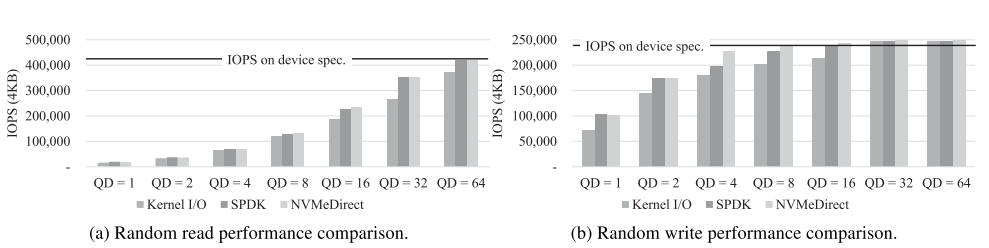 500,000
400,000
300,000
200,000
100,000
-
IOPS (4KB)
IOPS on device spec.
QD = 1 QD = 2 QD = 4 QD = 8 QD = 16 QD = 32 QD = 64
Kernel I/O SPDK NVMeDirect
(a) Random read performance comparison.
250,000
200,000
150,000
100,000
50,000
-
IOPS (4KB)
IOPS on device spec.
QD = 1 QD = 2 QD = 4 QD = 8 QD = 16 QD = 32 QD = 64
Kernel I/O SPDK NVMeDirect
(b) Random write performance comparison.